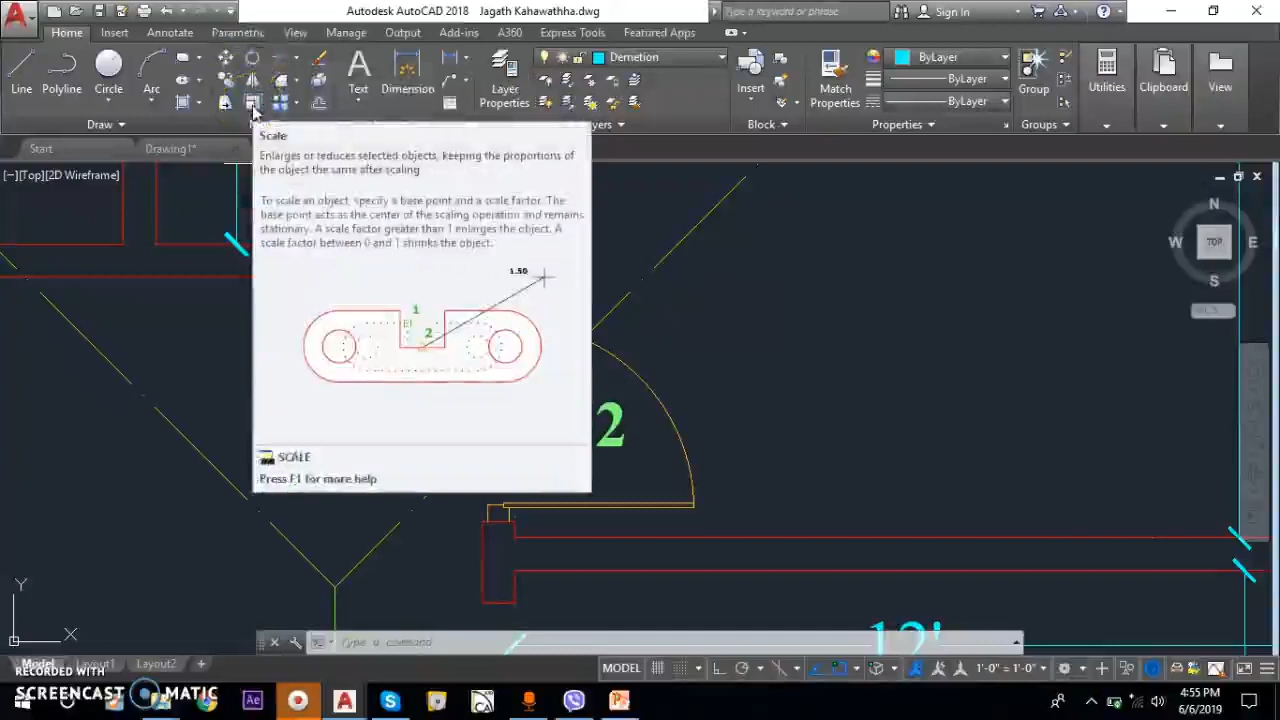 Autodesk AutoCAD 2018 Jagath Kahawaththa.dwg
Type a keyword or phrase
Sign In
Home Insert Annotate Parametric View Manage Output Add-ins A360 Express Tools Featured Apps
Demetion
ByLayer
ByLayer
ByLayer
Line Polyline Circle Arc Text Dimension Layer Properties Insert Match Properties Group Utilities Clipboard View
Draw Block Properties Groups
Start Drawing1*
[−][Top][2D Wireframe]
Scale
Enlarges or reduces selected objects, keeping the proportions of
the object the same after scaling
To scale an object, specify a base point and a scale factor. The
base point acts as the center of the scaling operation and remains
stationary. A scale factor greater than 1 enlarges the object. A
scale factor between 0 and 1 shrinks the object.
1.50
1
2
SCALE
Press F1 for more help
N
W TOP E
S
2
12'
Y
X
Type a command
Model Layout1 Layout2 +
MODEL
1'-0" = 1'-0"
RECORDED WITH
SCREENCAST MATIC
Ae
4:55 PM
6/6/2019